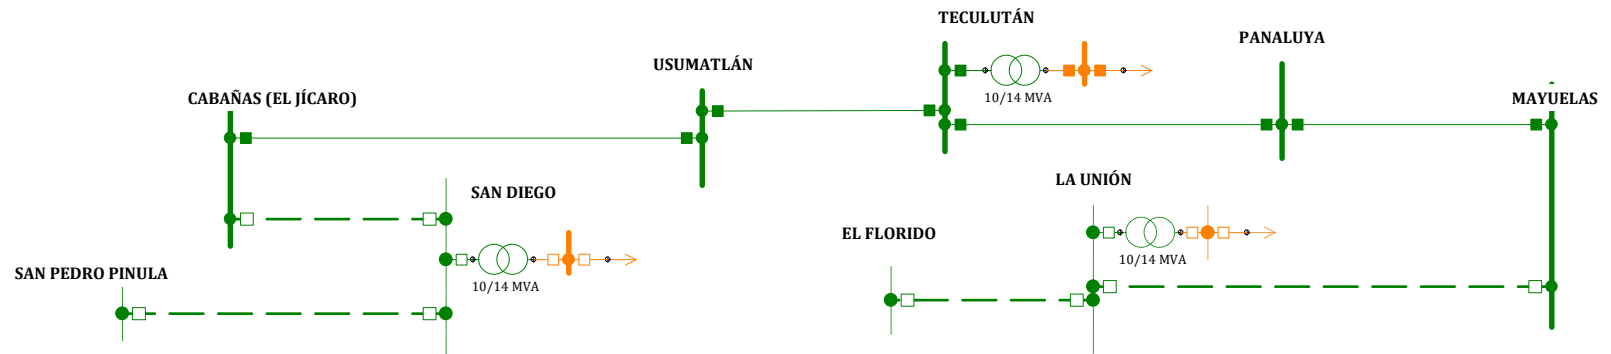 TECULUTÁN
PANALUYA
USUMATLÁN
CABAÑAS (EL JÍCARO)
10/14 MVA
MAYUELAS
SAN DIEGO
LA UNIÓN
EL FLORIDO
10/14 MVA
SAN PEDRO PINULA
10/14 MVA